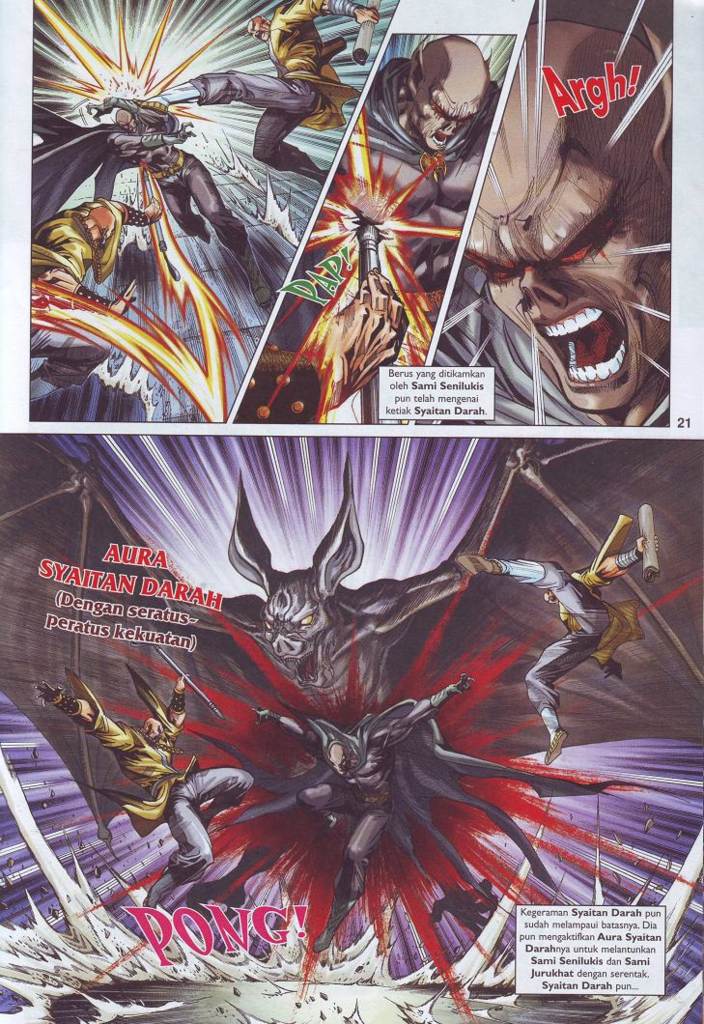 Argh!
PAP!
Berus yang ditikamkan
oleh Sami Senilukis
pun telah mengenai
ketiak Syaitan Darah.
21
AURA
SYAITAN DARAH
(Dengan seratus-
peratus kekuatan)
PONG!
Kegeraman Syaitan Darah pun
sudah melampaui batasnya. Dia
pun mengaktifkan Aura Syaitan
Darahnya untuk melantunkan
Sami Senilukis dan Sami
Jurukhat dengan serentak.
Syaitan Darah pun...